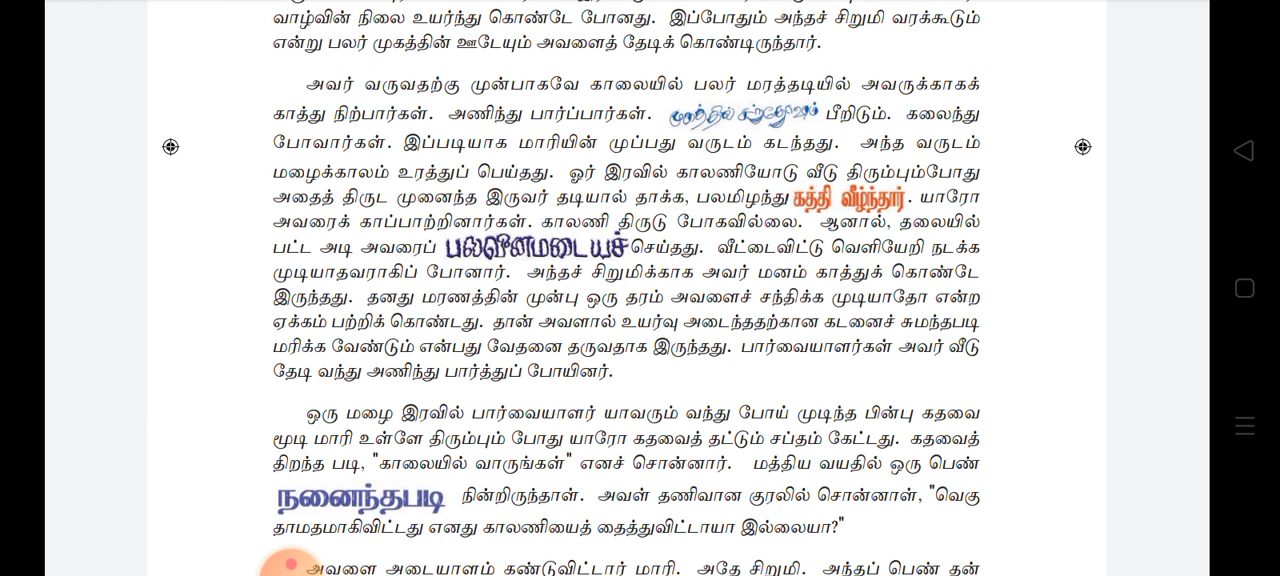 வாழ்வின் நிலை உயர்ந்து கொண்டே போனது. இப்போதும் அந்தச் சிறுமி வரக்கூடும்
என்று பலர் முகத்தின் ஊடேயும் அவளைத் தேடிக் கொண்டிருந்தார்.
அவர் வருவதற்கு முன்பாகவே காலையில் பலர் மரத்தடியில் அவருக்காகக்
காத்து நிற்பார்கள். அணிந்து பார்ப்பார்கள். முகத்தில் சந்தோஷம் பீறிடும். கலைந்து
போவார்கள். இப்படியாக மாரியின் முப்பது வருடம் கடந்தது. அந்த வருடம்
மழைக்காலம் உரத்துப் பெய்தது. ஓர் இரவில் காலணியோடு வீடு திரும்பும்போது
அதைத் திருட முனைந்த இருவர் தடியால் தாக்க, பலமிழந்து கத்தி வீழ்ந்தார். யாரோ
அவரைக் காப்பாற்றினார்கள். காலணி திருடு போகவில்லை. ஆனால், தலையில்
பட்ட அடி அவரைப் பலவீனமடையச் செய்தது. வீட்டைவிட்டு வெளியேறி நடக்க
முடியாதவராகிப் போனார். அந்தச் சிறுமிக்காக அவர் மனம் காத்துக் கொண்டே
இருந்தது. தனது மரணத்தின் முன்பு ஒரு தரம் அவளைச் சந்திக்க முடியாதோ என்ற
ஏக்கம் பற்றிக் கொண்டது. தான் அவளால் உயர்வு அடைந்ததற்கான கடனைச் சுமந்தபடி
மரிக்க வேண்டும் என்பது வேதனை தருவதாக இருந்தது. பார்வையாளர்கள் அவர் வீடு
தேடி வந்து அணிந்து பார்த்துப் போயினர்.
ஒரு மழை இரவில் பார்வையாளர் யாவரும் வந்து போய் முடிந்த பின்பு கதவை
மூடி மாரி உள்ளே திரும்பும் போது யாரோ கதவைத் தட்டும் சப்தம் கேட்டது. கதவைத்
திறந்த படி, "காலையில் வாருங்கள்" எனச் சொன்னார். மத்திய வயதில் ஒரு பெண்
நனைந்தபடி நின்றிருந்தாள். அவள் தணிவான குரலில் சொன்னாள், "வெகு
தாமதமாகிவிட்டது எனது காலணியைத் தைத்துவிட்டாயா இல்லையா?"
அவளை அடையாளம் கண்டுவிட்டார் மாரி. அதே சிறுமி. அந்தப் பெண் தன்